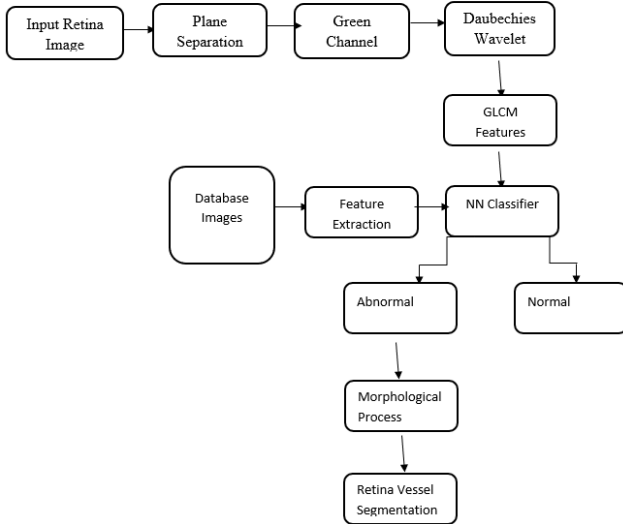 Input Retina
Image
Plane
Separation
Green
Channel
Daubechies
Wavelet
GLCM
Features
Database
Images
Feature
Extraction
NN Classifier
Abnormal
Normal
Morphological
Process
Retina Vessel
Segmentation